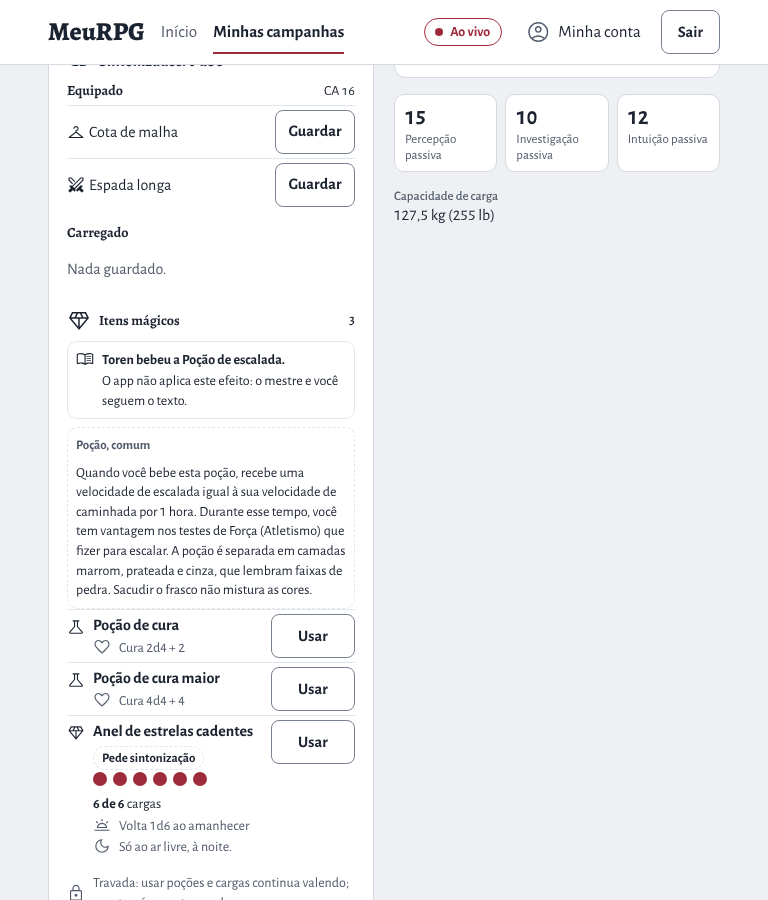 MeuRPG
Início
Minhas campanhas
Ao vivo
Minha conta
Sair
Equipado
CA 16
Cota de malha
Guardar
Espada longa
Guardar
Carregado
Nada guardado.
Itens mágicos
3
Toren bebeu a Poção de escalada.
O app não aplica este efeito: o mestre e você
seguem o texto.
Poção, comum
Quando você bebe esta poção, recebe uma
velocidade de escalada igual à sua velocidade de
caminhada por 1 hora. Durante esse tempo, você
tem vantagem nos testes de Força (Atletismo) que
fizer para escalar. A poção é separada em camadas
marrom, prateada e cinza, que lembram faixas de
pedra. Sacudir o frasco não mistura as cores.
Poção de cura
Cura 2d4 + 2
Usar
Poção de cura maior
Cura 4d4 + 4
Usar
Anel de estrelas cadentes
Usar
Pede sintonização
6 de 6 cargas
Volta 1d6 ao amanhecer
Só ao ar livre, à noite.
Travada: usar poções e cargas continua valendo;
15
Percepção
passiva
10
Investigação
passiva
12
Intuição passiva
Capacidade de carga
127,5 kg (255 lb)